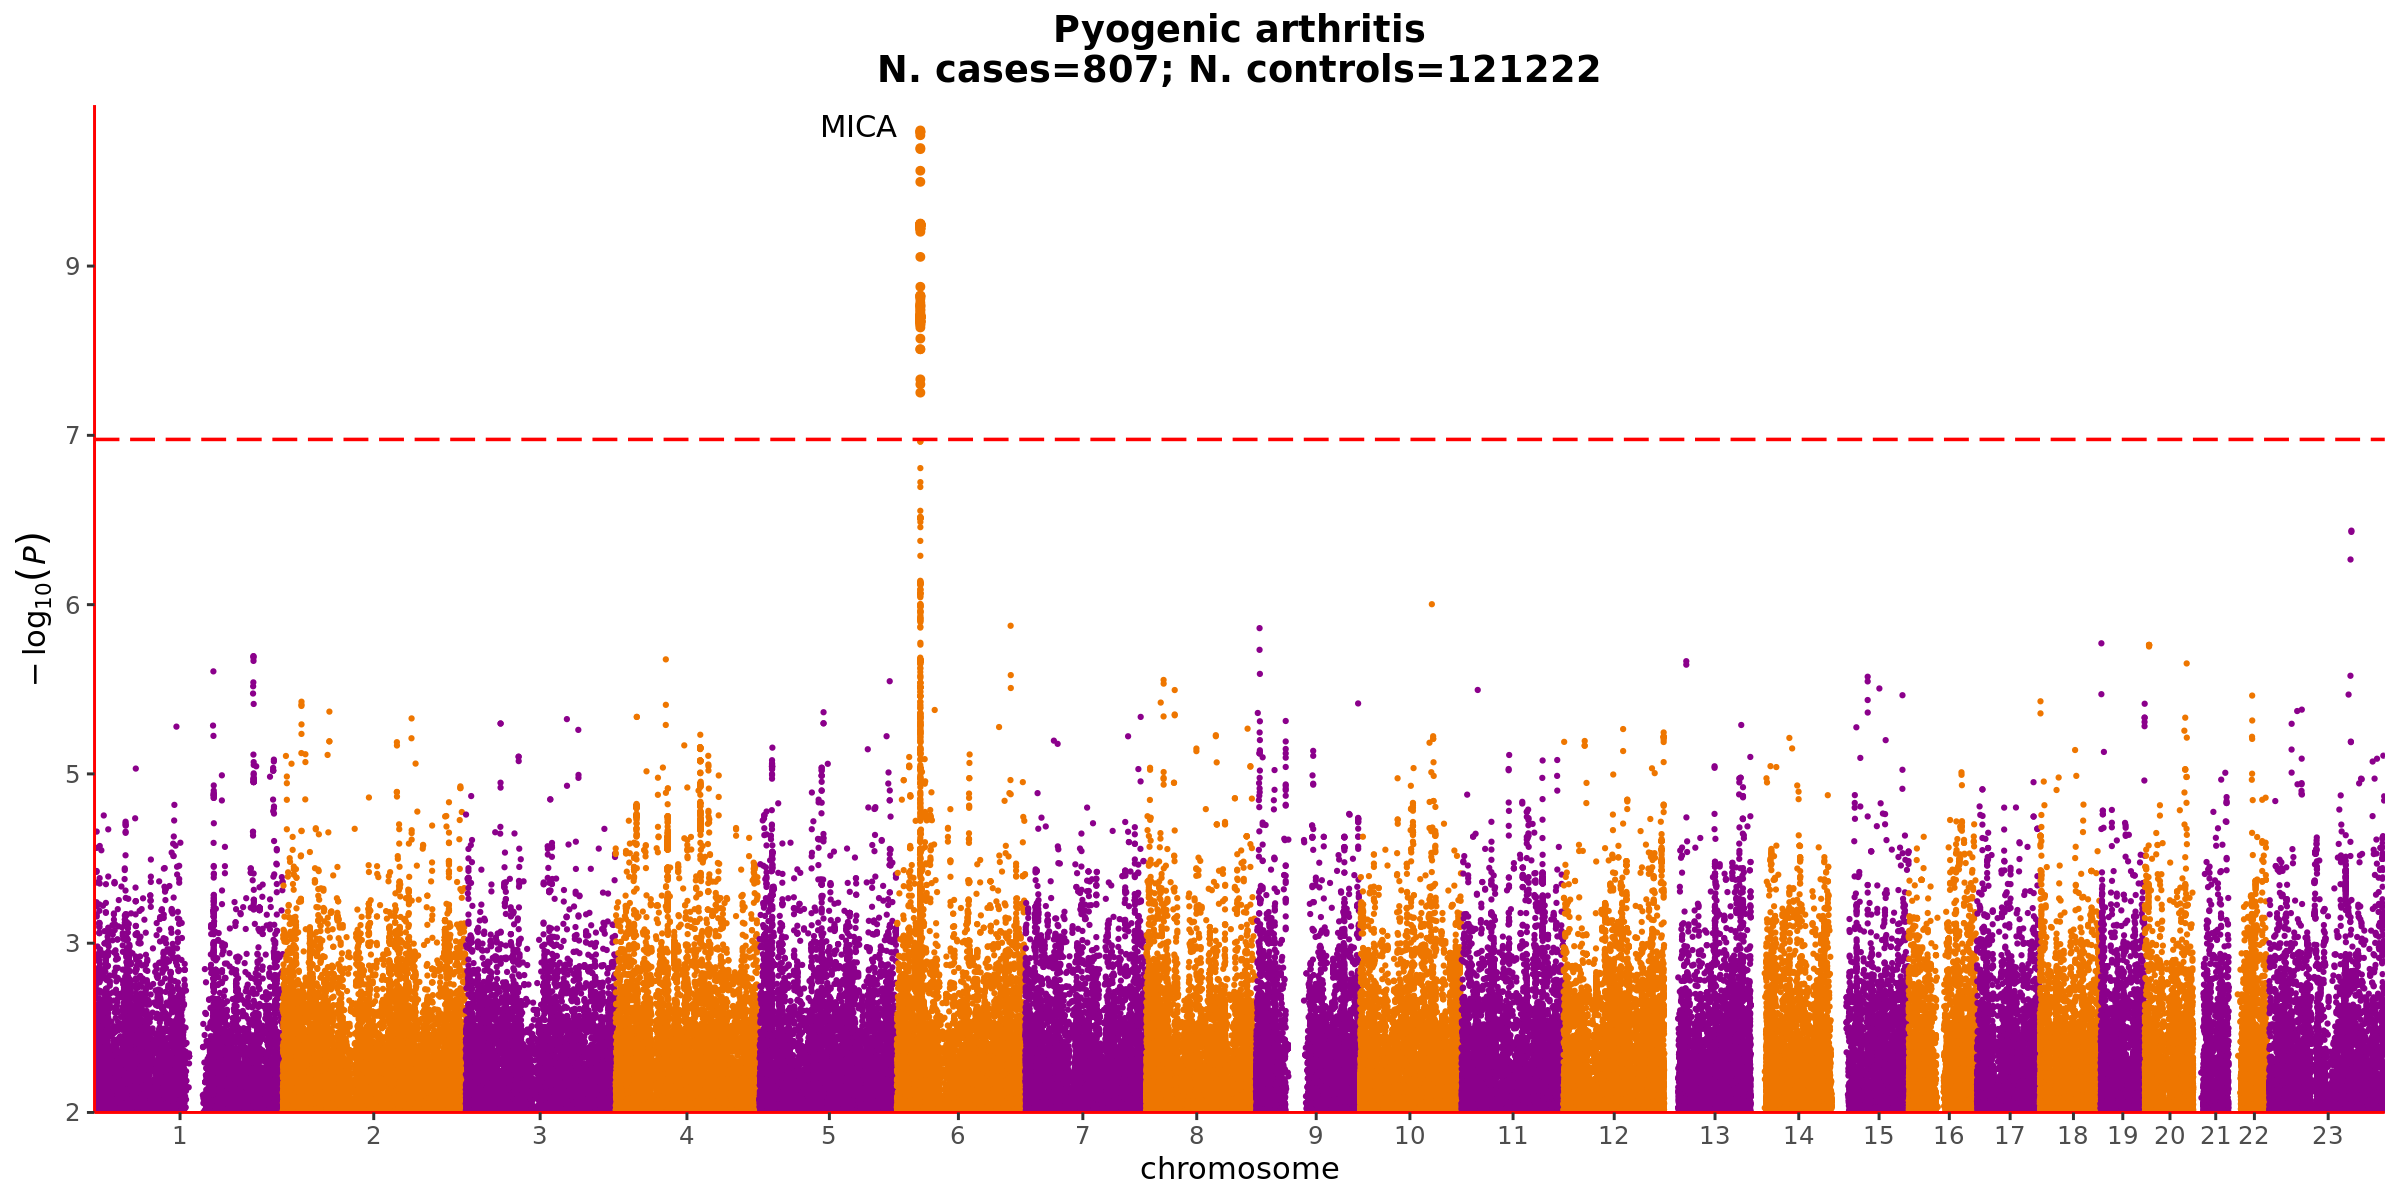 Pyogenic arthritis
N. cases=807; N. controls=121222
MICA
9
7
6
5
3
2
−log10(P)
1 2 3 4 5 6 7 8 9 10 11 12 13 14 15 16 17 18 19 20 21 22 23
chromosome